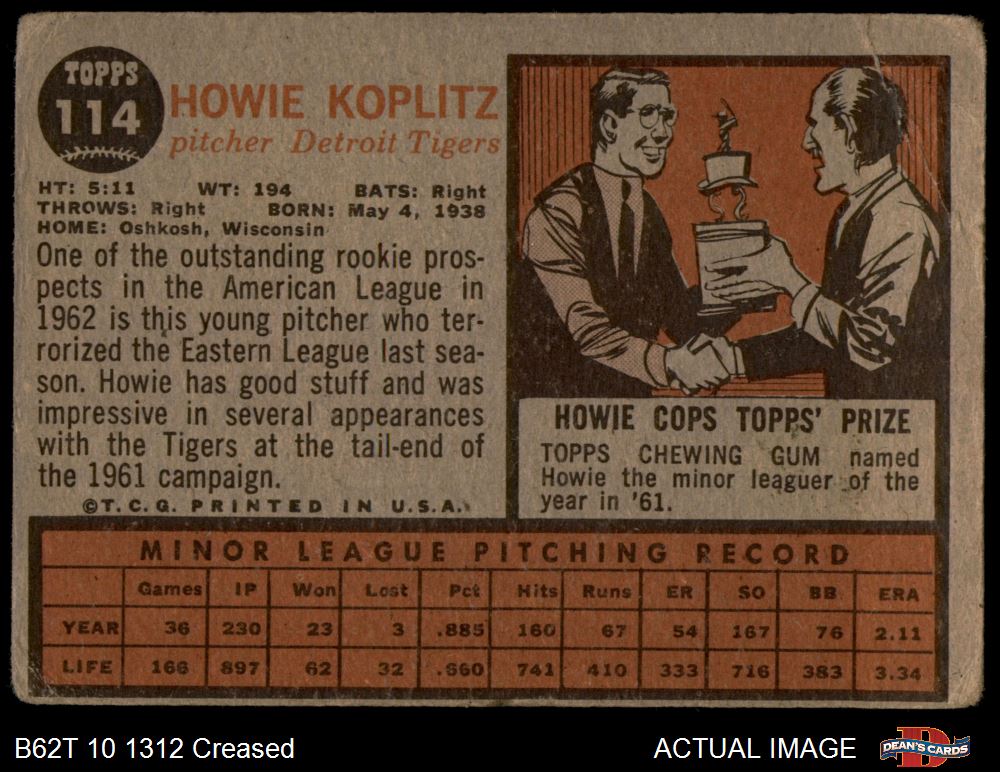 TOPPS
114
HOWIE KOPLITZ
pitcher Detroit Tigers
HT: 5:11 WT: 194 BATS: Right
THROWS: Right BORN: May 4, 1938
HOME: Oshkosh, Wisconsin
One of the outstanding rookie pros-
pects in the American League in
1962 is this young pitcher who ter-
rorized the Eastern League last sea-
son. Howie has good stuff and was
impressive in several appearances
with the Tigers at the tail-end of
the 1961 campaign.
©T.C.G. PRINTED IN U.S.A.
HOWIE COPS TOPPS' PRIZE
TOPPS CHEWING GUM named
Howie the minor leaguer of the
year in '61.
MINOR LEAGUE PITCHING RECORD
Games IP Won Lost Pct Hits Runs ER SO BB ERA
YEAR 36 230 23 3 .885 160 67 54 167 76 2.11
LIFE 166 897 62 32 .660 741 410 333 716 383 3.34
B62T 10 1312 Creased
ACTUAL IMAGE
DEAN'S CARDS